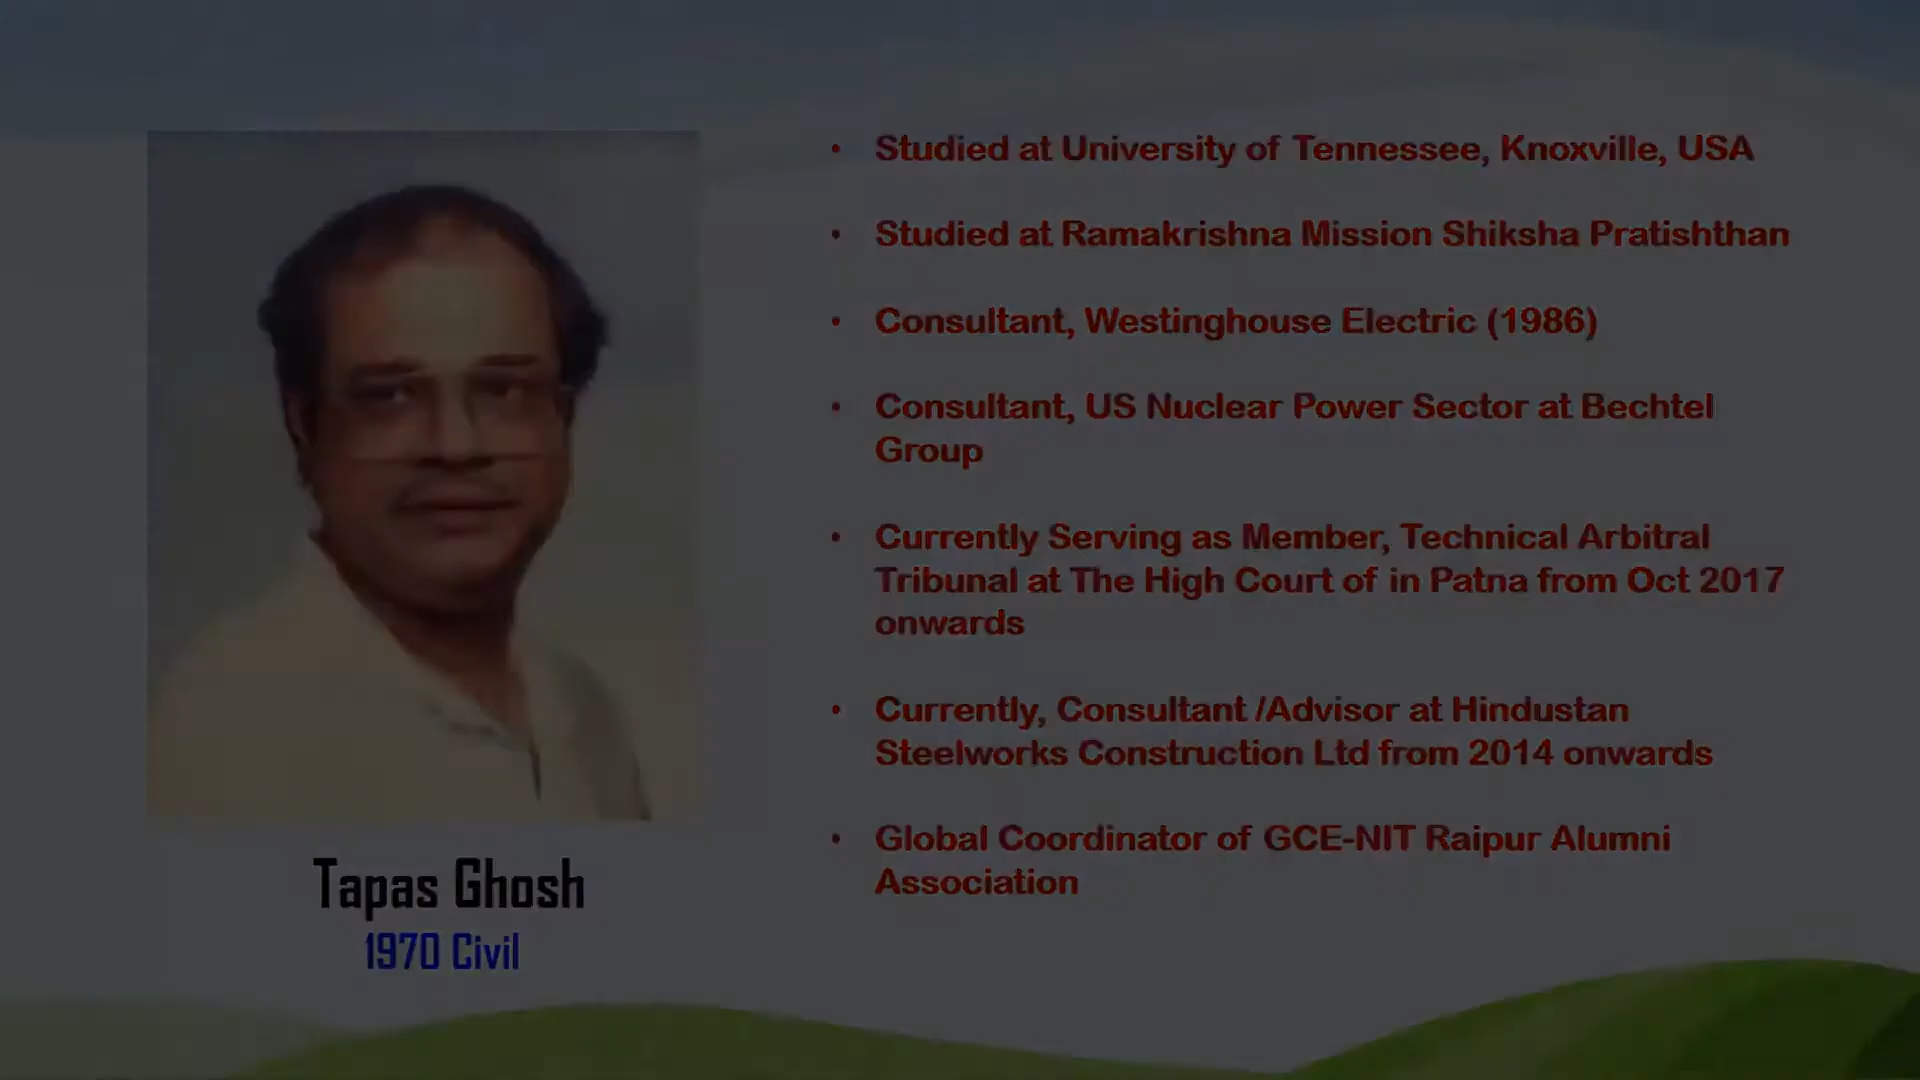 • Studied at University of Tennessee, Knoxville, USA
• Studied at Ramakrishna Mission Shiksha Pratishthan
• Consultant, Westinghouse Electric (1986)
• Consultant, US Nuclear Power Sector at Bechtel
Group
• Currently Serving as Member, Technical Arbitral
Tribunal at The High Court of in Patna from Oct 2017
onwards
• Currently, Consultant /Advisor at Hindustan
Steelworks Construction Ltd from 2014 onwards
• Global Coordinator of GCE-NIT Raipur Alumni
Association
Tapas Ghosh
1970 Civil